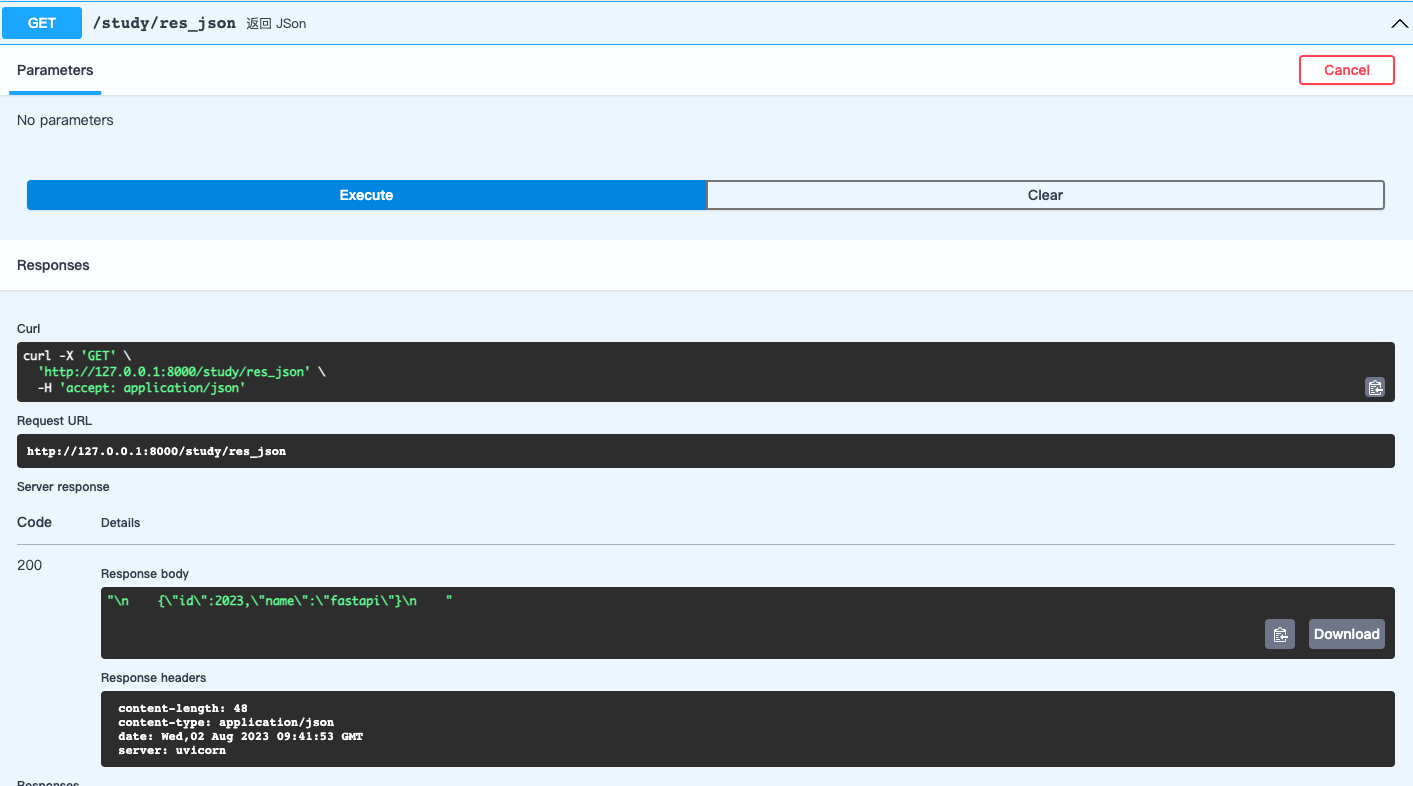 GET /study/res_json 返回 JSon
Parameters
Cancel
No parameters
Execute
Clear
Responses
Curl
curl -X 'GET' \
  'http://127.0.0.1:8000/study/res_json' \
  -H 'accept: application/json'
Request URL
http://127.0.0.1:8000/study/res_json
Server response
Code
Details
200
Response body
"\n    {\"id\":2023,\"name\":\"fastapi\"}\n    "
Download
Response headers
content-length: 48
content-type: application/json
date: Wed,02 Aug 2023 09:41:53 GMT
server: uvicorn
Responses